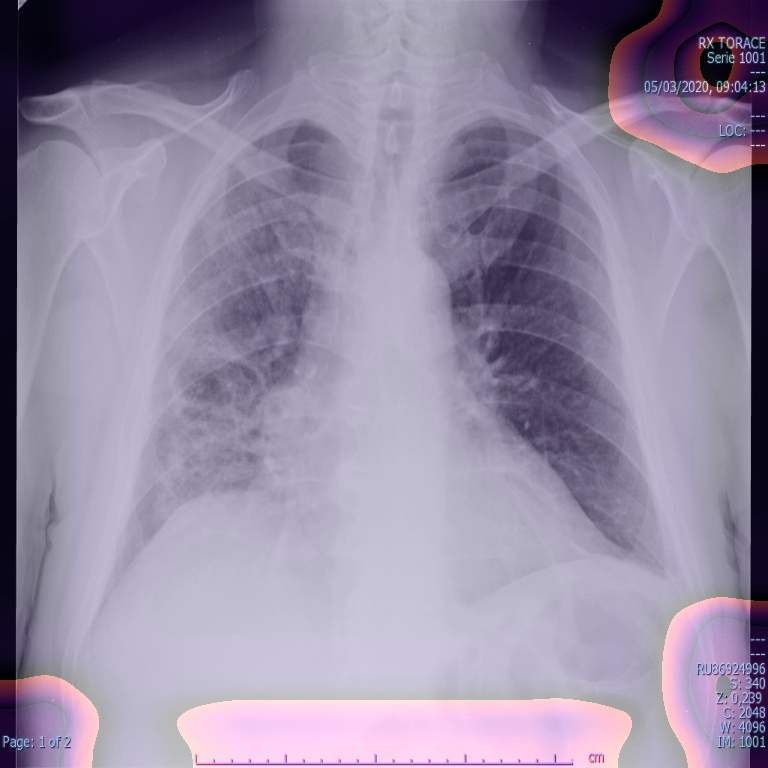 RX TORACE
Serie 1001
---
05/03/2020, 09:04:13
---
LOC: ---
---
---
---
RU86924996
S: 340
Z: 0,239
C: 2048
W: 4096
IM: 1001
Page: 1 of 2
cm